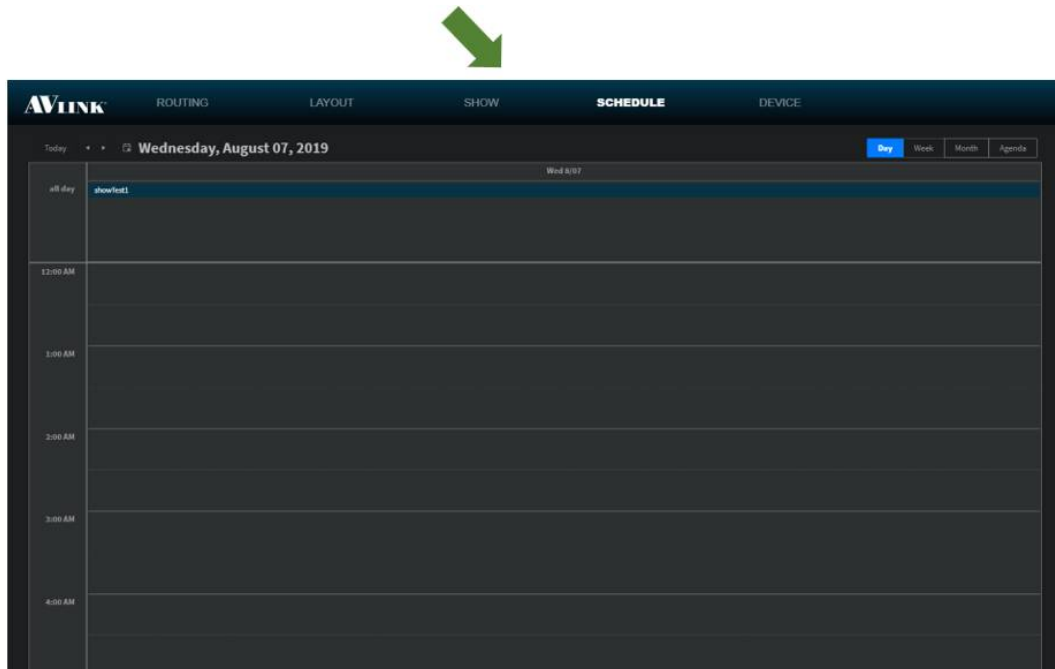 AVLINK ROUTING LAYOUT SHOW SCHEDULE DEVICE
Today Wednesday, August 07, 2019 Day Week Month Agenda
Wed 8/07
all day showTest1
12:00 AM
1:00 AM
2:00 AM
3:00 AM
4:00 AM